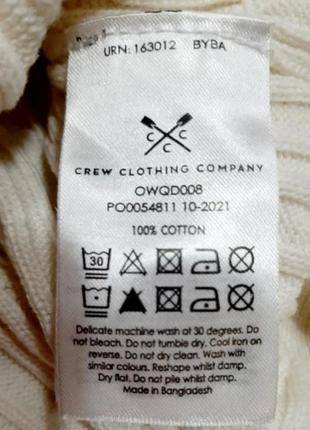 URN: 163012 BYBA
C C
C
CREW CLOTHING COMPANY
OWQD008
PO0054811 10-2021
100% COTTON
30
Delicate machine wash at 30 degrees. Do
not bleach. Do not tumble dry. Cool iron on
reverse. Do not dry clean. Wash with
similar colours. Reshape whilst damp.
Dry flat. Do not pile whilst damp.
Made in Bangladesh